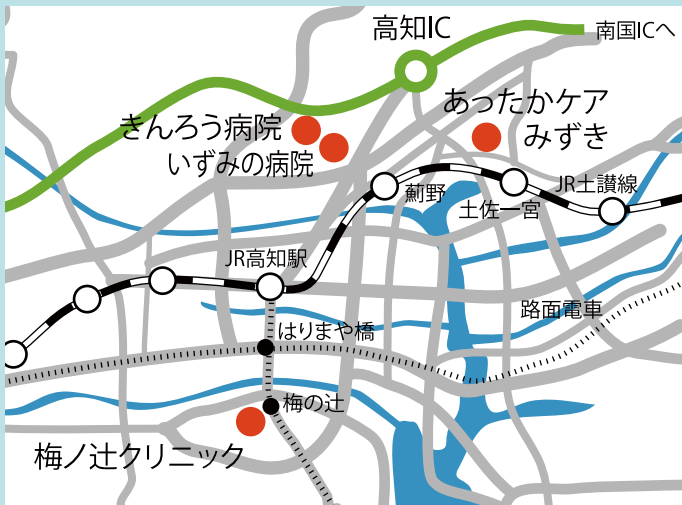 高知IC
南国ICへ
あったかケア
みずき
きんろう病院
いずみの病院
薊野
土佐一宮
JR土讃線
JR高知駅
路面電車
はりまや橋
梅の辻
梅ノ辻クリニック